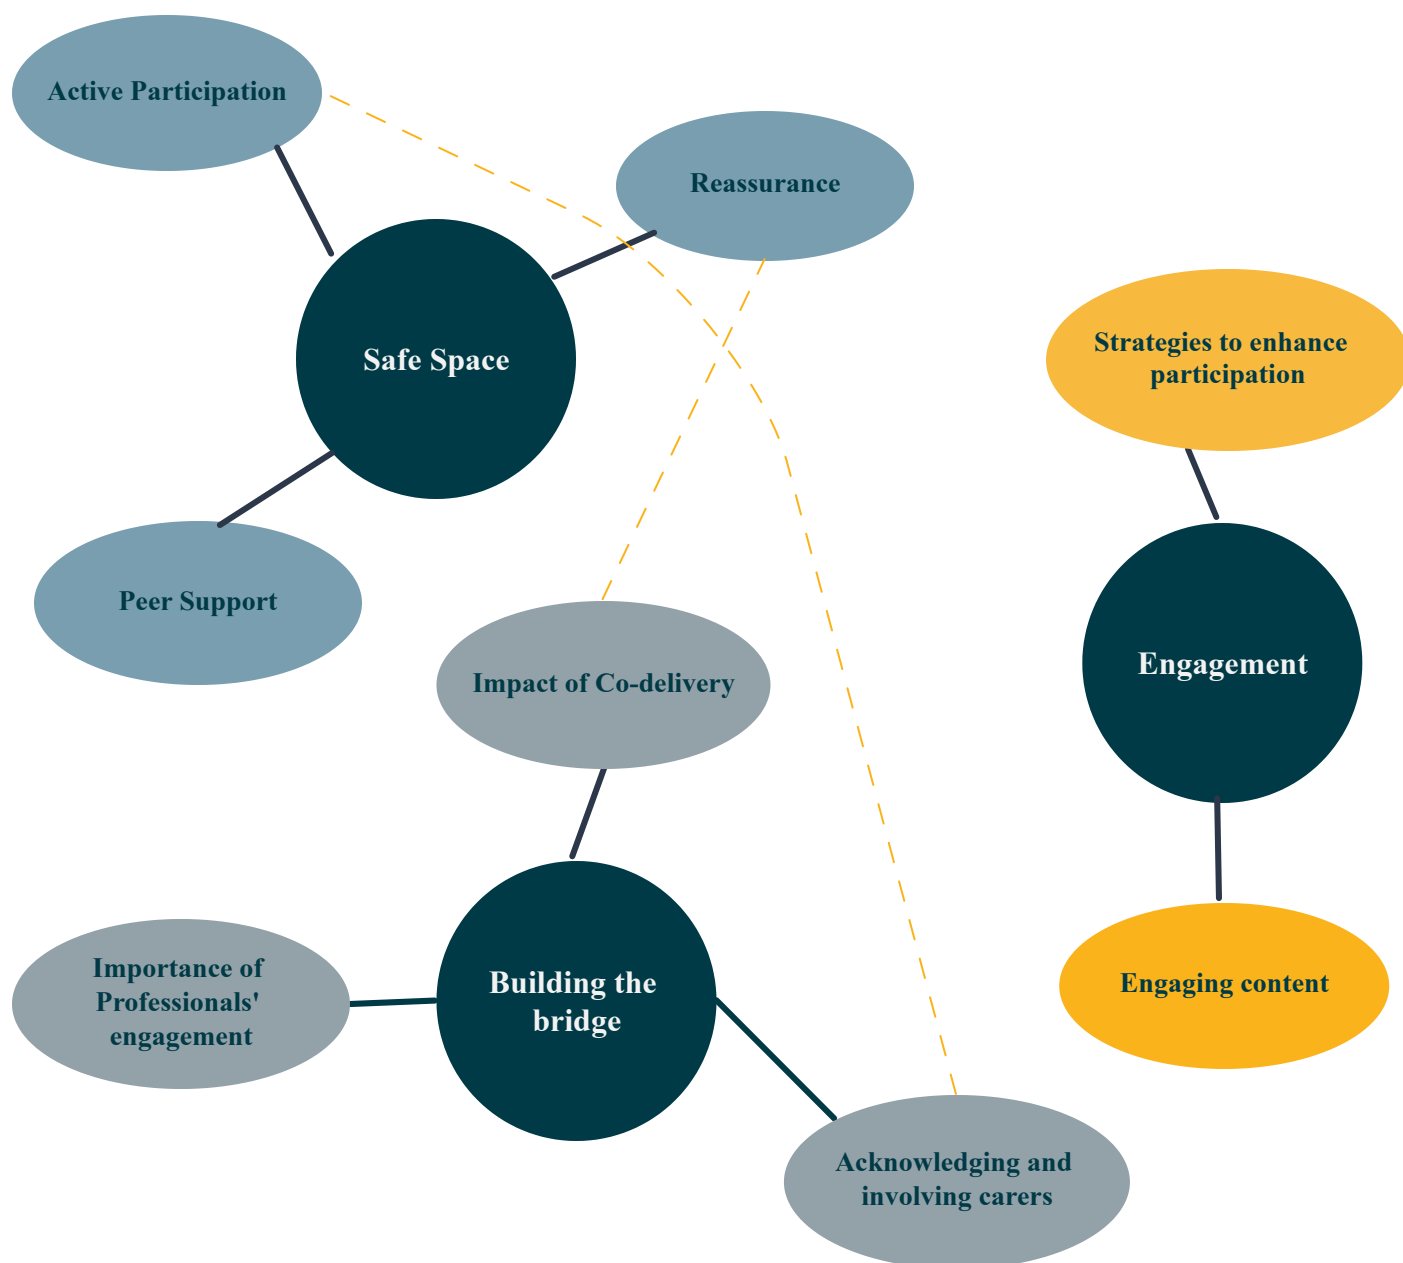 Active Participation
Reassurance
Safe Space
Strategies to enhance
participation
Peer Support
Impact of Co-delivery
Engagement
Importance of
Professionals'
engagement
Building the
bridge
Engaging content
Acknowledging and
involving carers